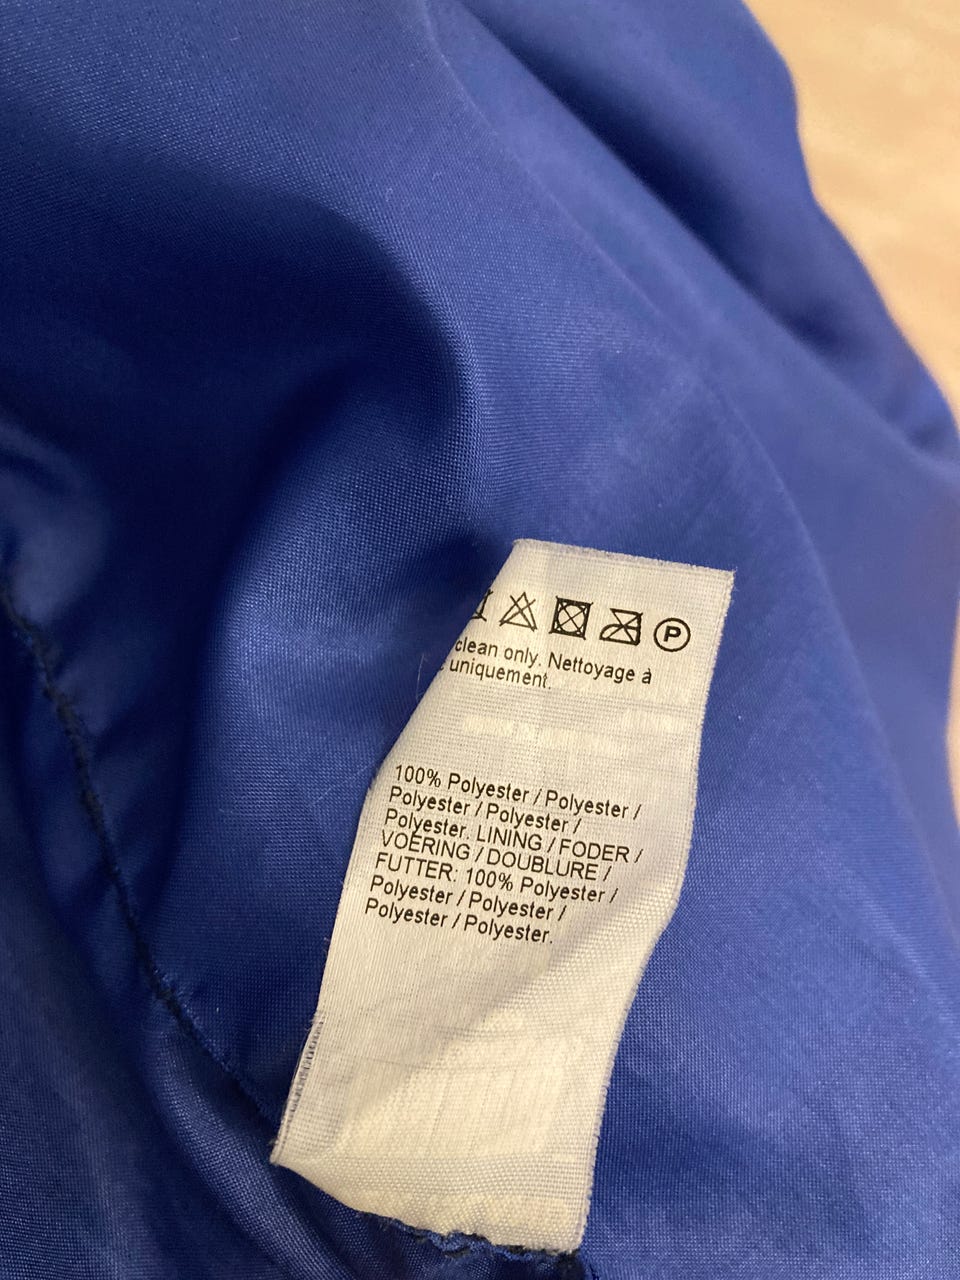 P
clean only. Nettoyage à
uniquement.
100% Polyester / Polyester /
Polyester / Polyester /
Polyester. LINING / FODER /
VOERING / DOUBLURE /
FUTTER: 100% Polyester /
Polyester / Polyester /
Polyester / Polyester.